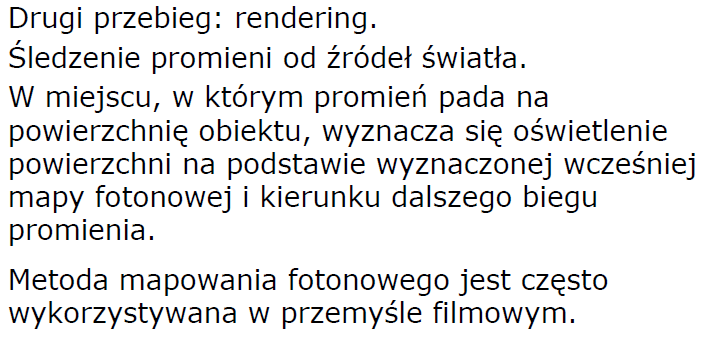 Drugi przebieg: rendering.
Śledzenie promieni od źródeł światła.
W miejscu, w którym promień pada na
powierzchnię obiektu, wyznacza się oświetlenie
powierzchni na podstawie wyznaczonej wcześniej
mapy fotonowej i kierunku dalszego biegu
promienia.
Metoda mapowania fotonowego jest często
wykorzystywana w przemyśle filmowym.